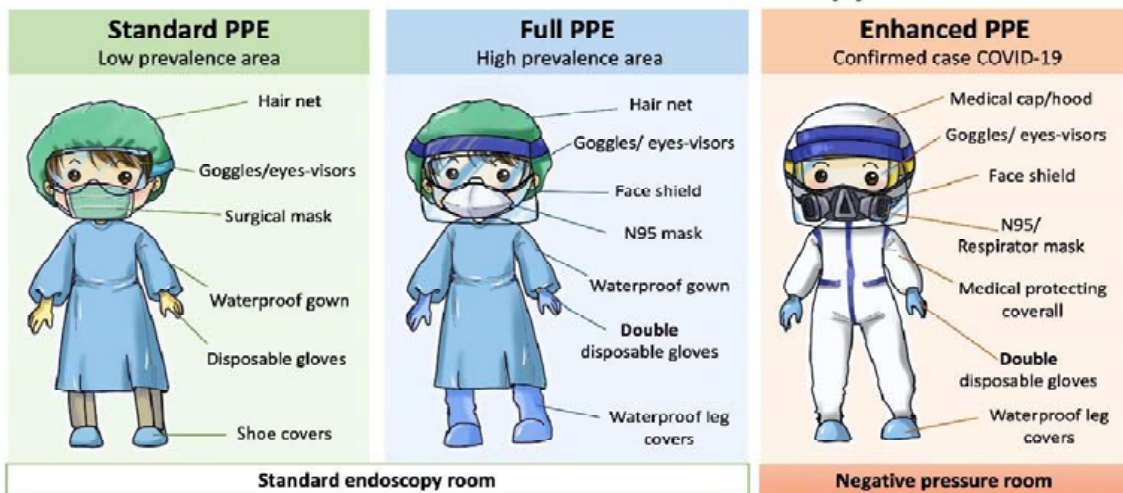 Standard PPE
Low prevalence area
Hair net
Goggles/eyes-visors
Surgical mask
Waterproof gown
Disposable gloves
Shoe covers
Full PPE
High prevalence area
Hair net
Goggles/ eyes-visors
Face shield
N95 mask
Waterproof gown
Double
disposable gloves
Waterproof leg
covers
Standard endoscopy room
Enhanced PPE
Confirmed case COVID-19
Medical cap/hood
Goggles/ eyes-visors
Face shield
N95/
Respirator mask
Medical protecting
coverall
Double
disposable gloves
Waterproof leg
covers
Negative pressure room